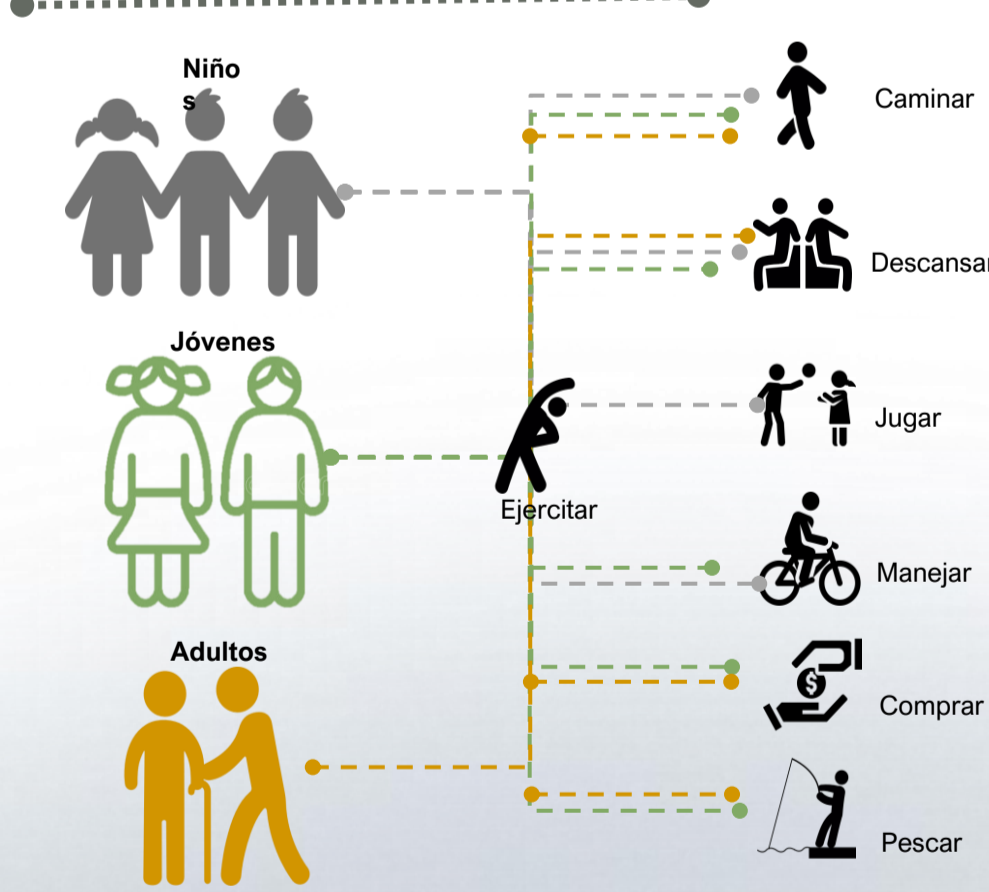 Niño
s
Caminar
Descansar
Jóvenes
Jugar
Ejercitar
Manejar
Adultos
Comprar
$
Pescar